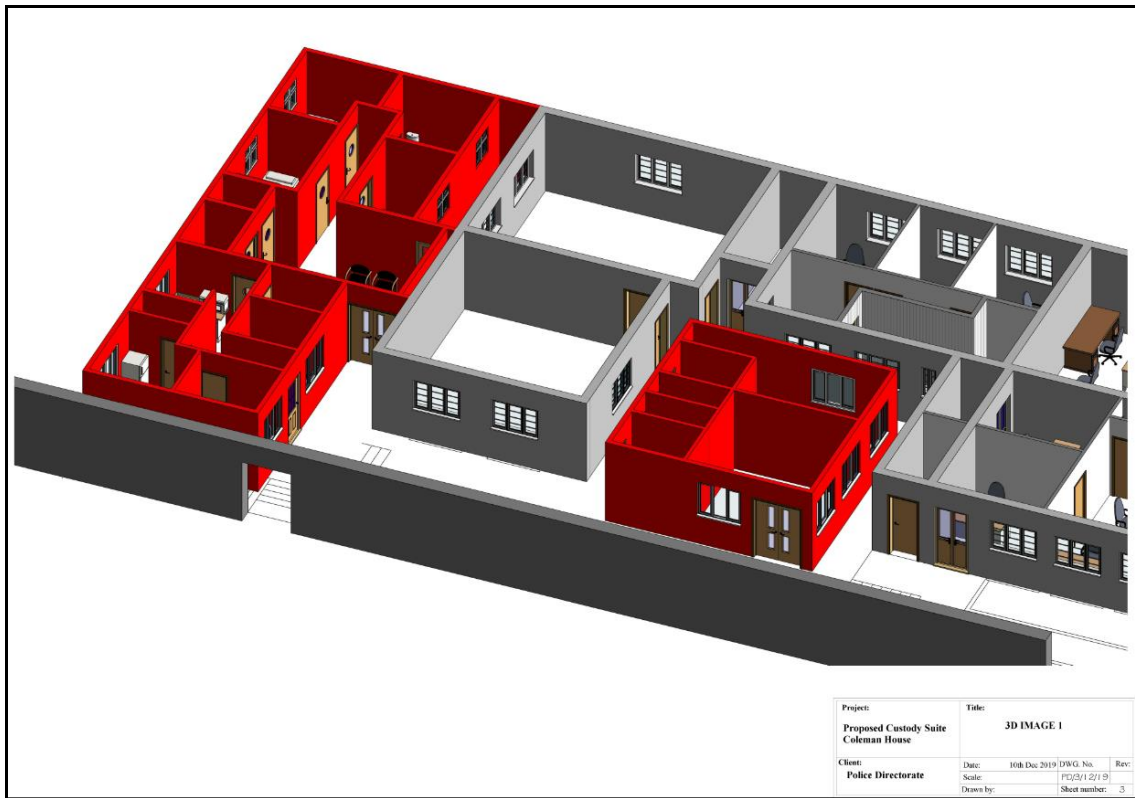 Project:
Proposed Custody Suite
Coleman House
Title:
3D IMAGE 1
Client:
Police Directorate
Date: 10th Dec 2019 DWG. No. Rev:
Scale: PD/3/12/19
Drawn by: Sheet number: 3